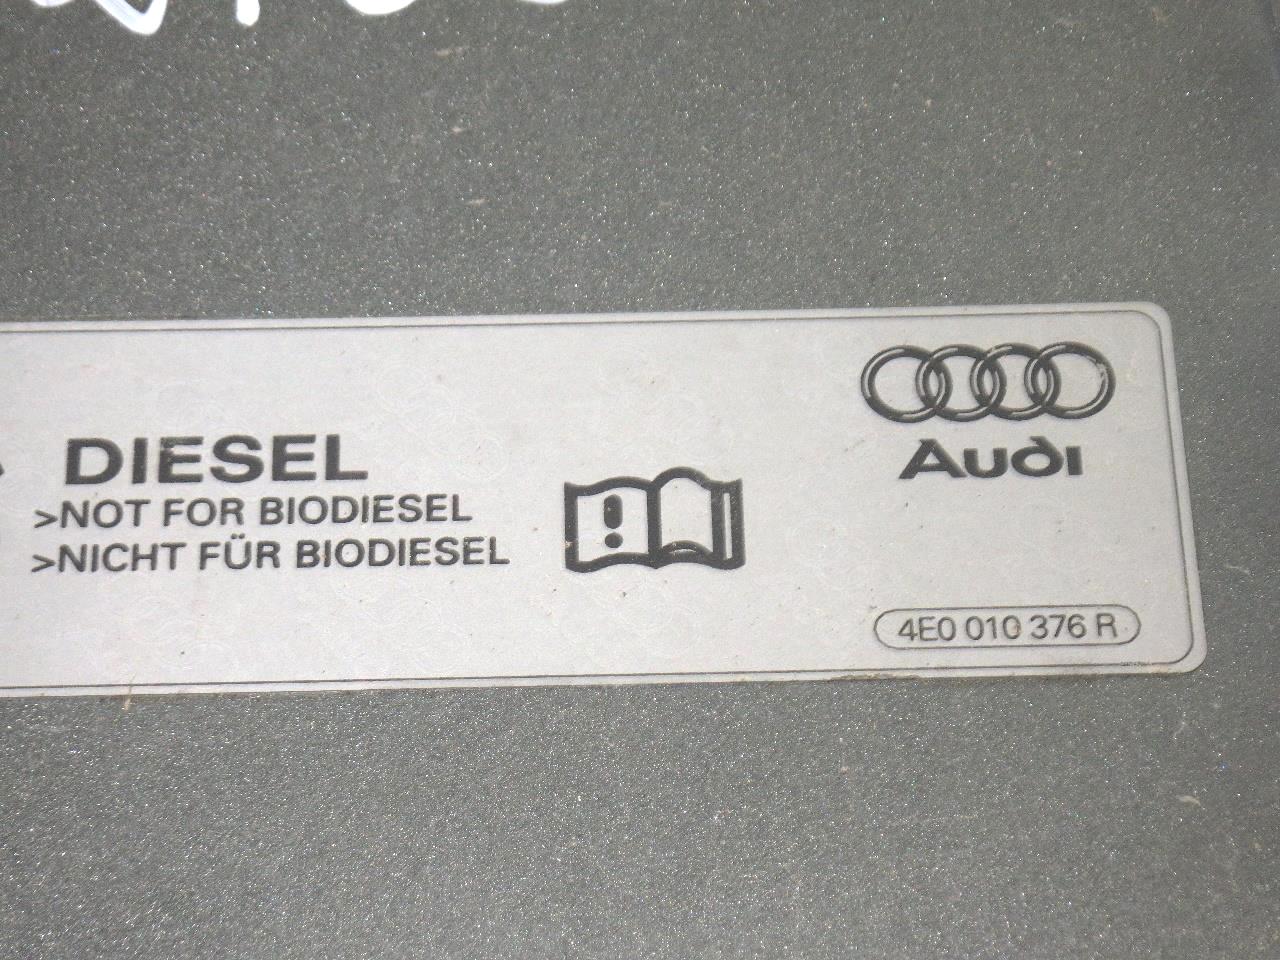 DIESEL
>NOT FOR BIODIESEL
>NICHT FÜR BIODIESEL
Audi
4E0 010 376 R